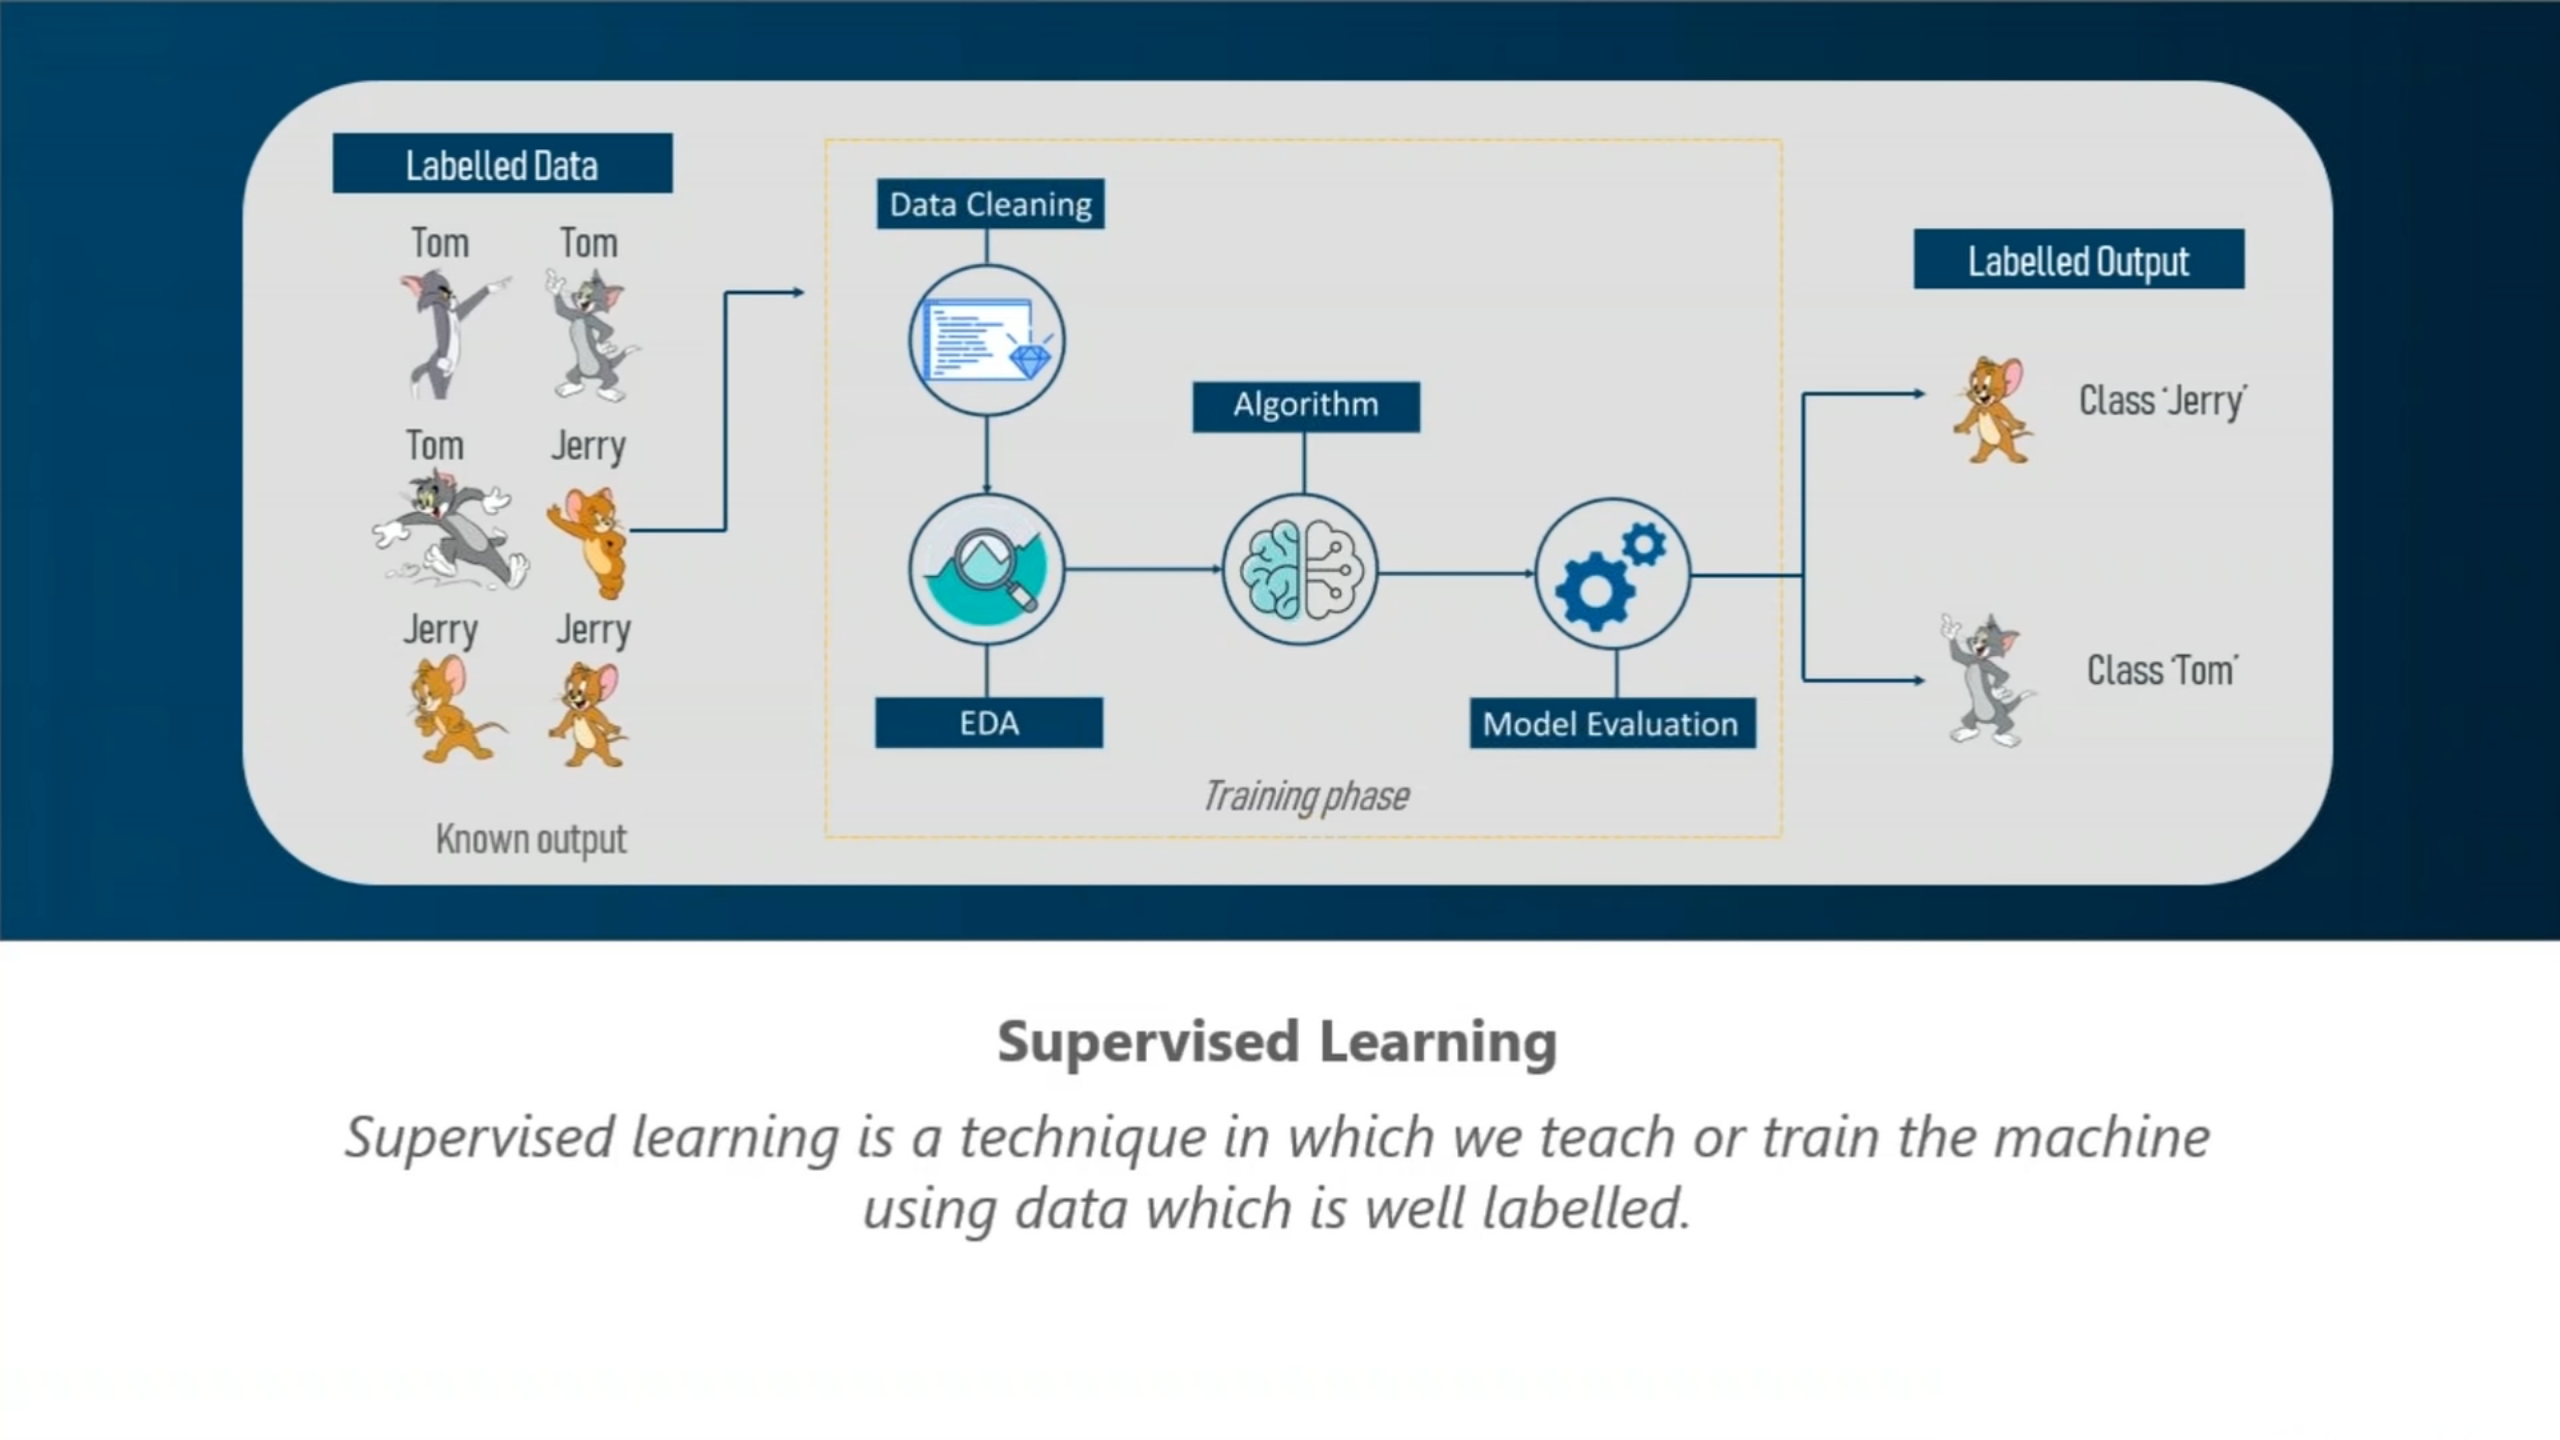 Labelled Data
Tom Tom
Tom Jerry
Jerry Jerry
Known output
Data Cleaning
EDA
Algorithm
Model Evaluation
Training phase
Labelled Output
Class 'Jerry'
Class 'Tom'
Supervised Learning
Supervised learning is a technique in which we teach or train the machine
using data which is well labelled.